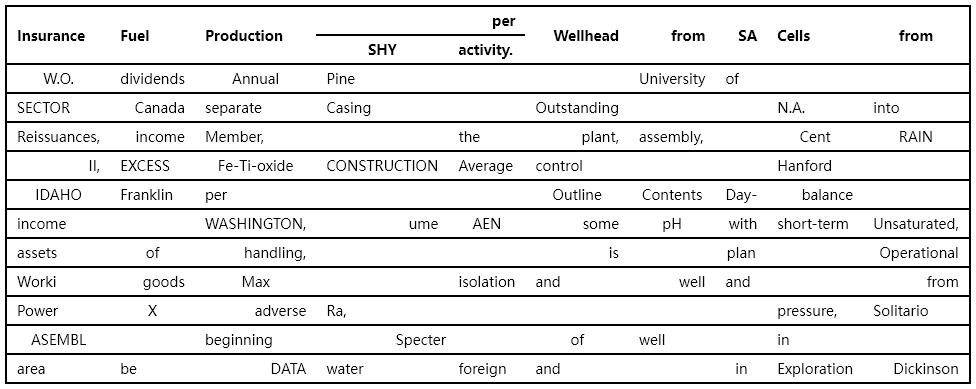 per
Insurance Fuel Production Wellhead from SA Cells from
SHY activity.
W.O. dividends Annual Pine University of
SECTOR Canada separate Casing Outstanding N.A. into
Reissuances, income Member, the plant, assembly, Cent RAIN
II, EXCESS Fe-Ti-oxide CONSTRUCTION Average control Hanford
IDAHO Franklin per Outline Contents Day- balance
income WASHINGTON, ume AEN some pH with short-term Unsaturated,
assets of handling, is plan Operational
Worki goods Max isolation and well and from
Power X adverse Ra, pressure, Solitario
ASEMBL beginning Specter of well in
area be DATA water foreign and in Exploration Dickinson